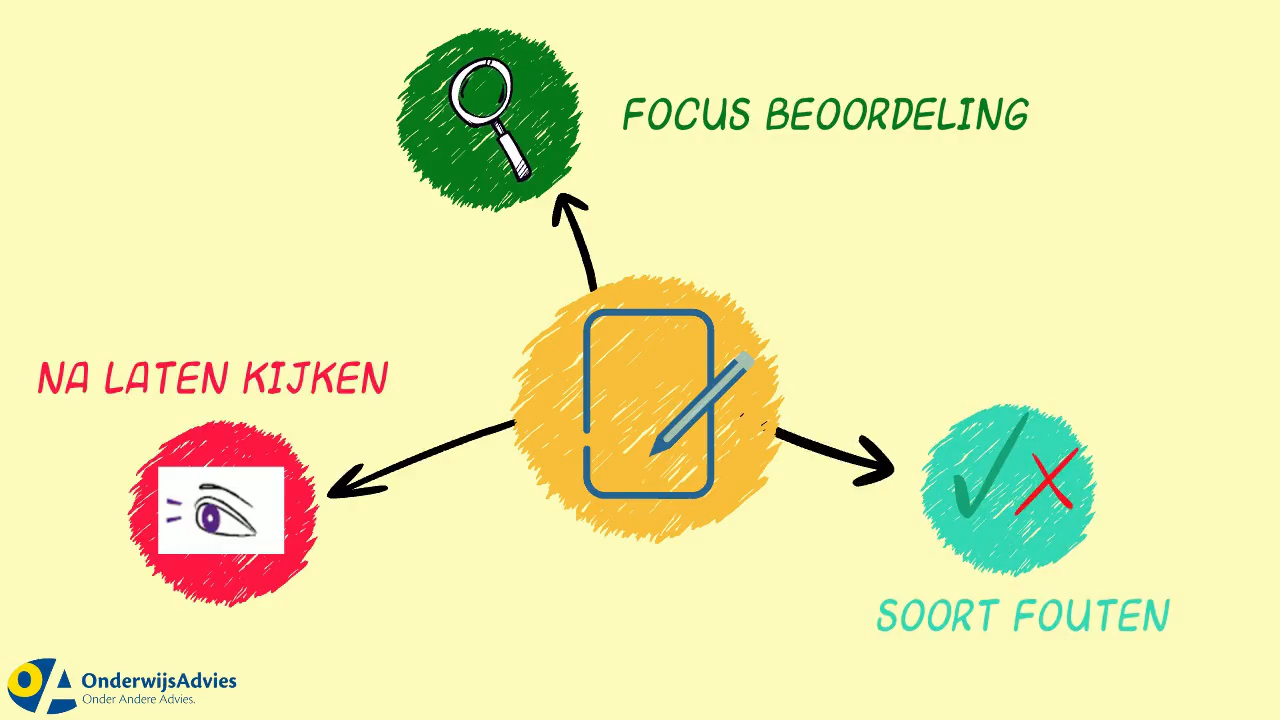 FOCUS BEOORDELING
NA LATEN KIJKEN
SOORT FOUTEN
OnderwijsAdvies
Onder Andere Advies.